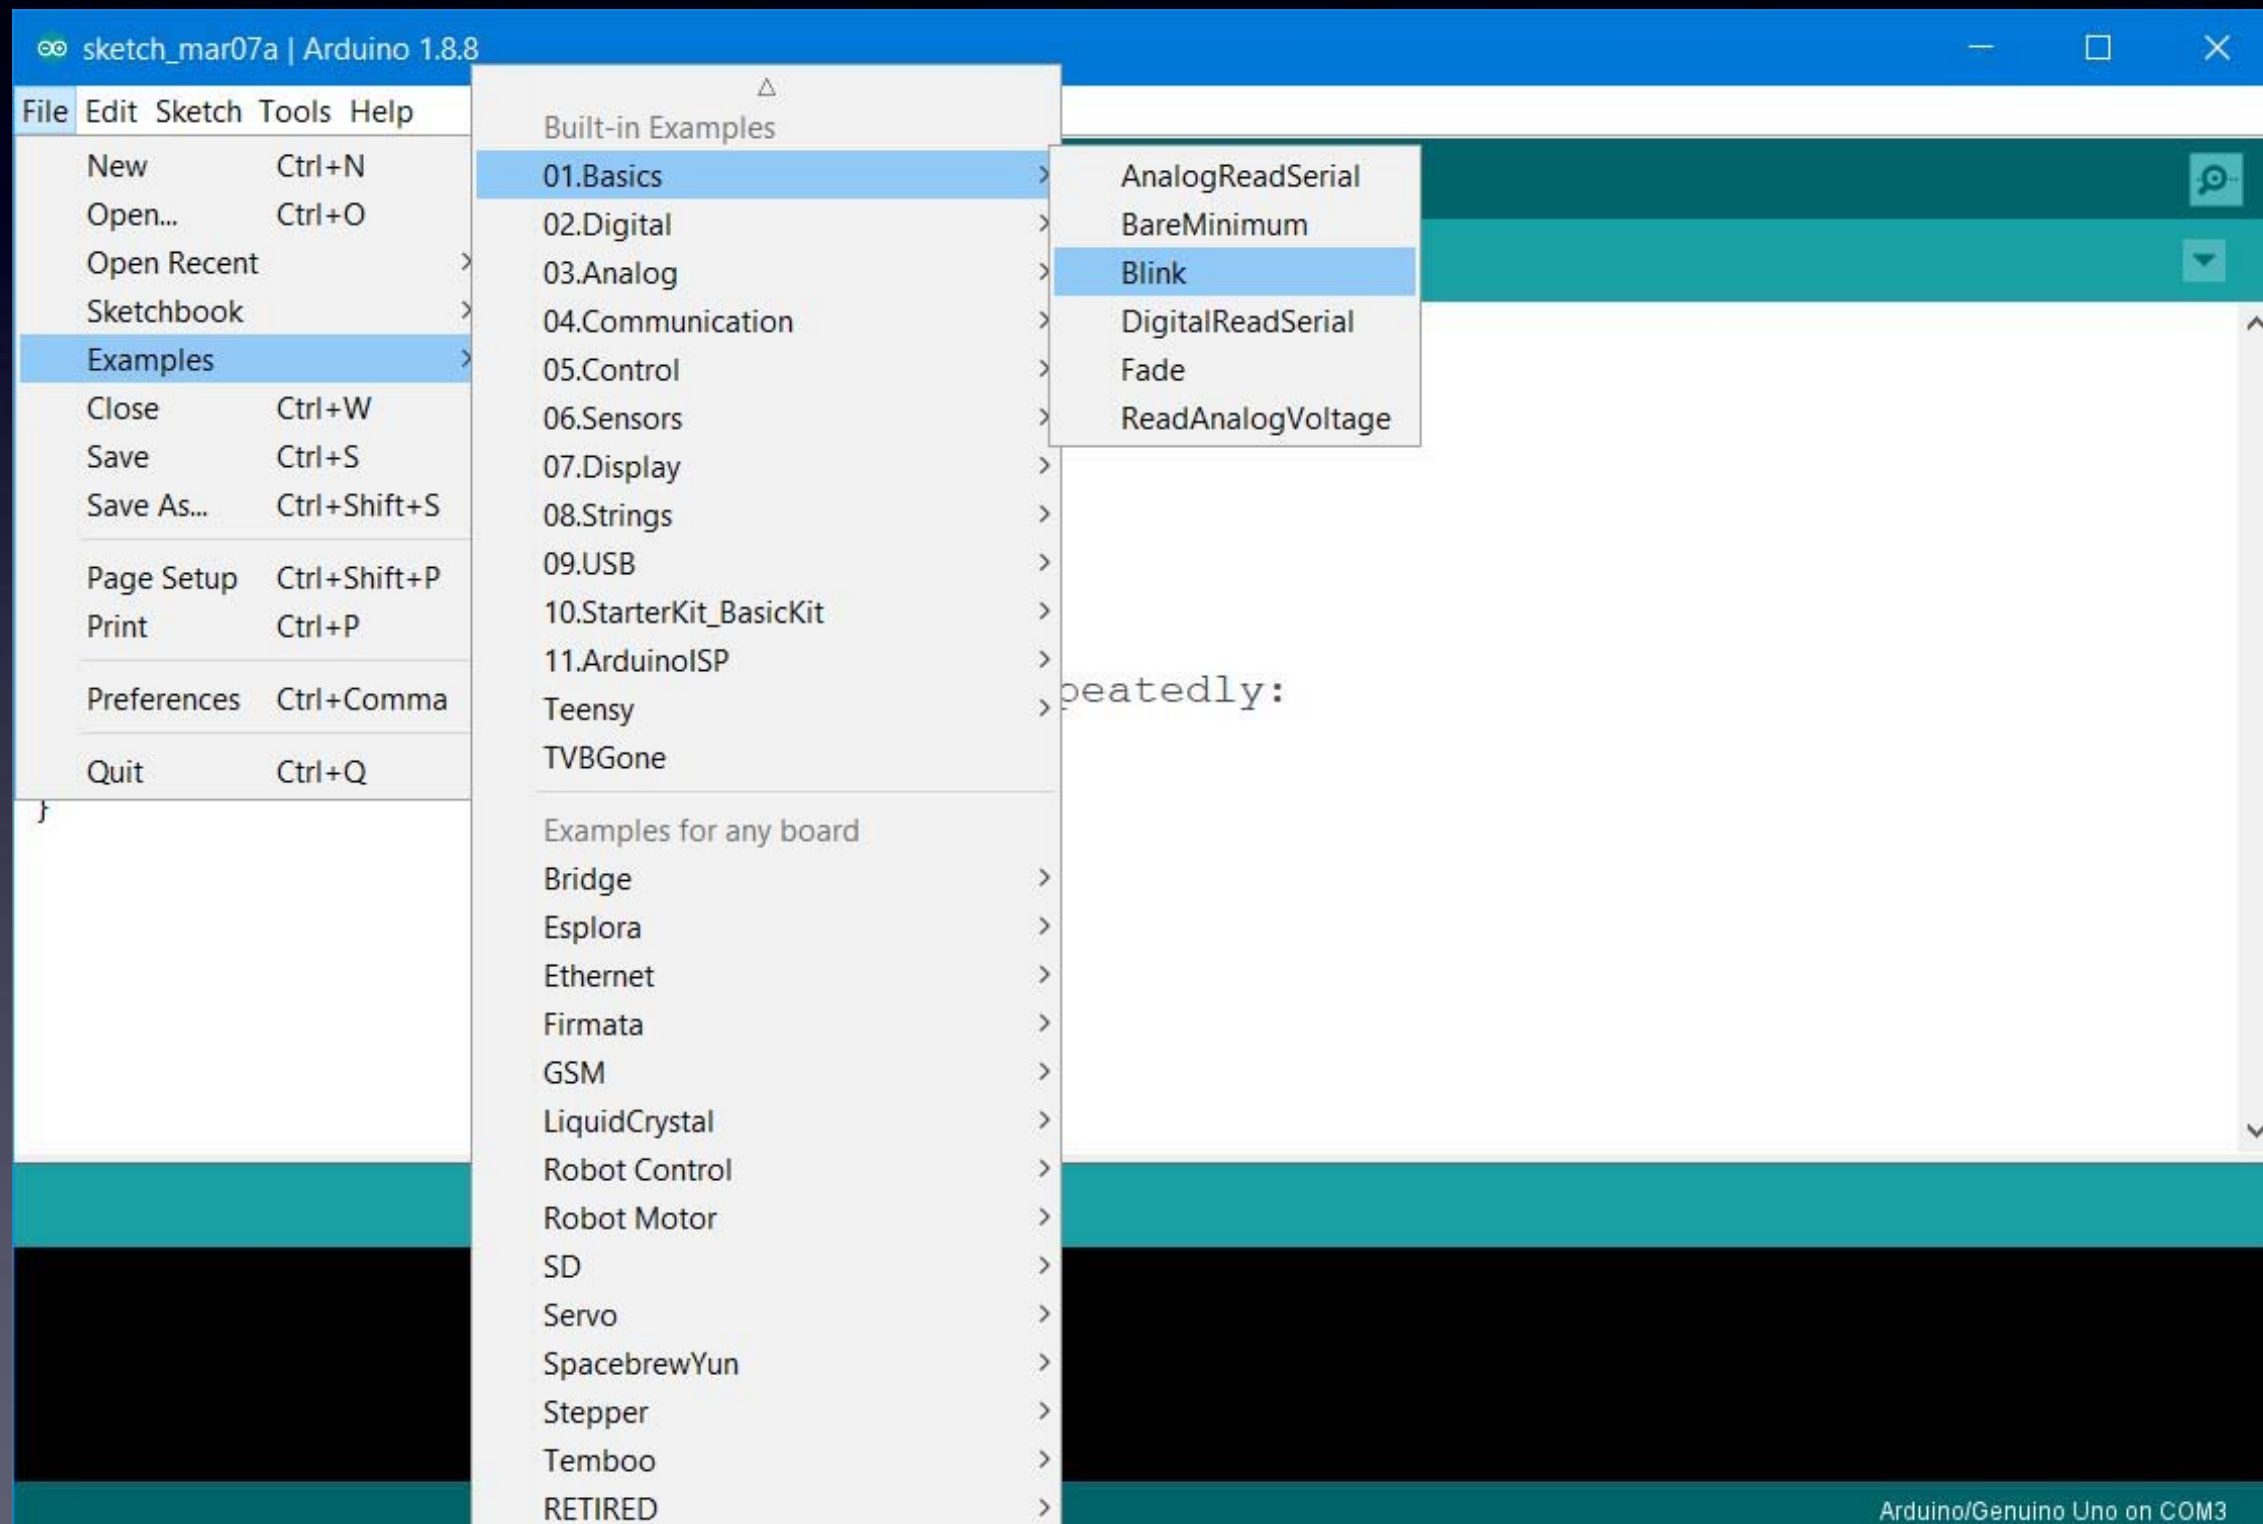 sketch_mar07a | Arduino 1.8.8
File Edit Sketch Tools Help
New Ctrl+N
Open... Ctrl+O
Open Recent
Sketchbook
Examples
Close Ctrl+W
Save Ctrl+S
Save As... Ctrl+Shift+S
Page Setup Ctrl+Shift+P
Print Ctrl+P
Preferences Ctrl+Comma
Quit Ctrl+Q
}
Built-in Examples
01.Basics
02.Digital
03.Analog
04.Communication
05.Control
06.Sensors
07.Display
08.Strings
09.USB
10.StarterKit_BasicKit
11.ArduinoISP
Teensy
TVBGone
Examples for any board
Bridge
Esplora
Ethernet
Firmata
GSM
LiquidCrystal
Robot Control
Robot Motor
SD
Servo
SpacebrewYun
Stepper
Temboo
RETIRED
AnalogReadSerial
BareMinimum
Blink
DigitalReadSerial
Fade
ReadAnalogVoltage
peatedly:
Arduino/Genuino Uno on COM3